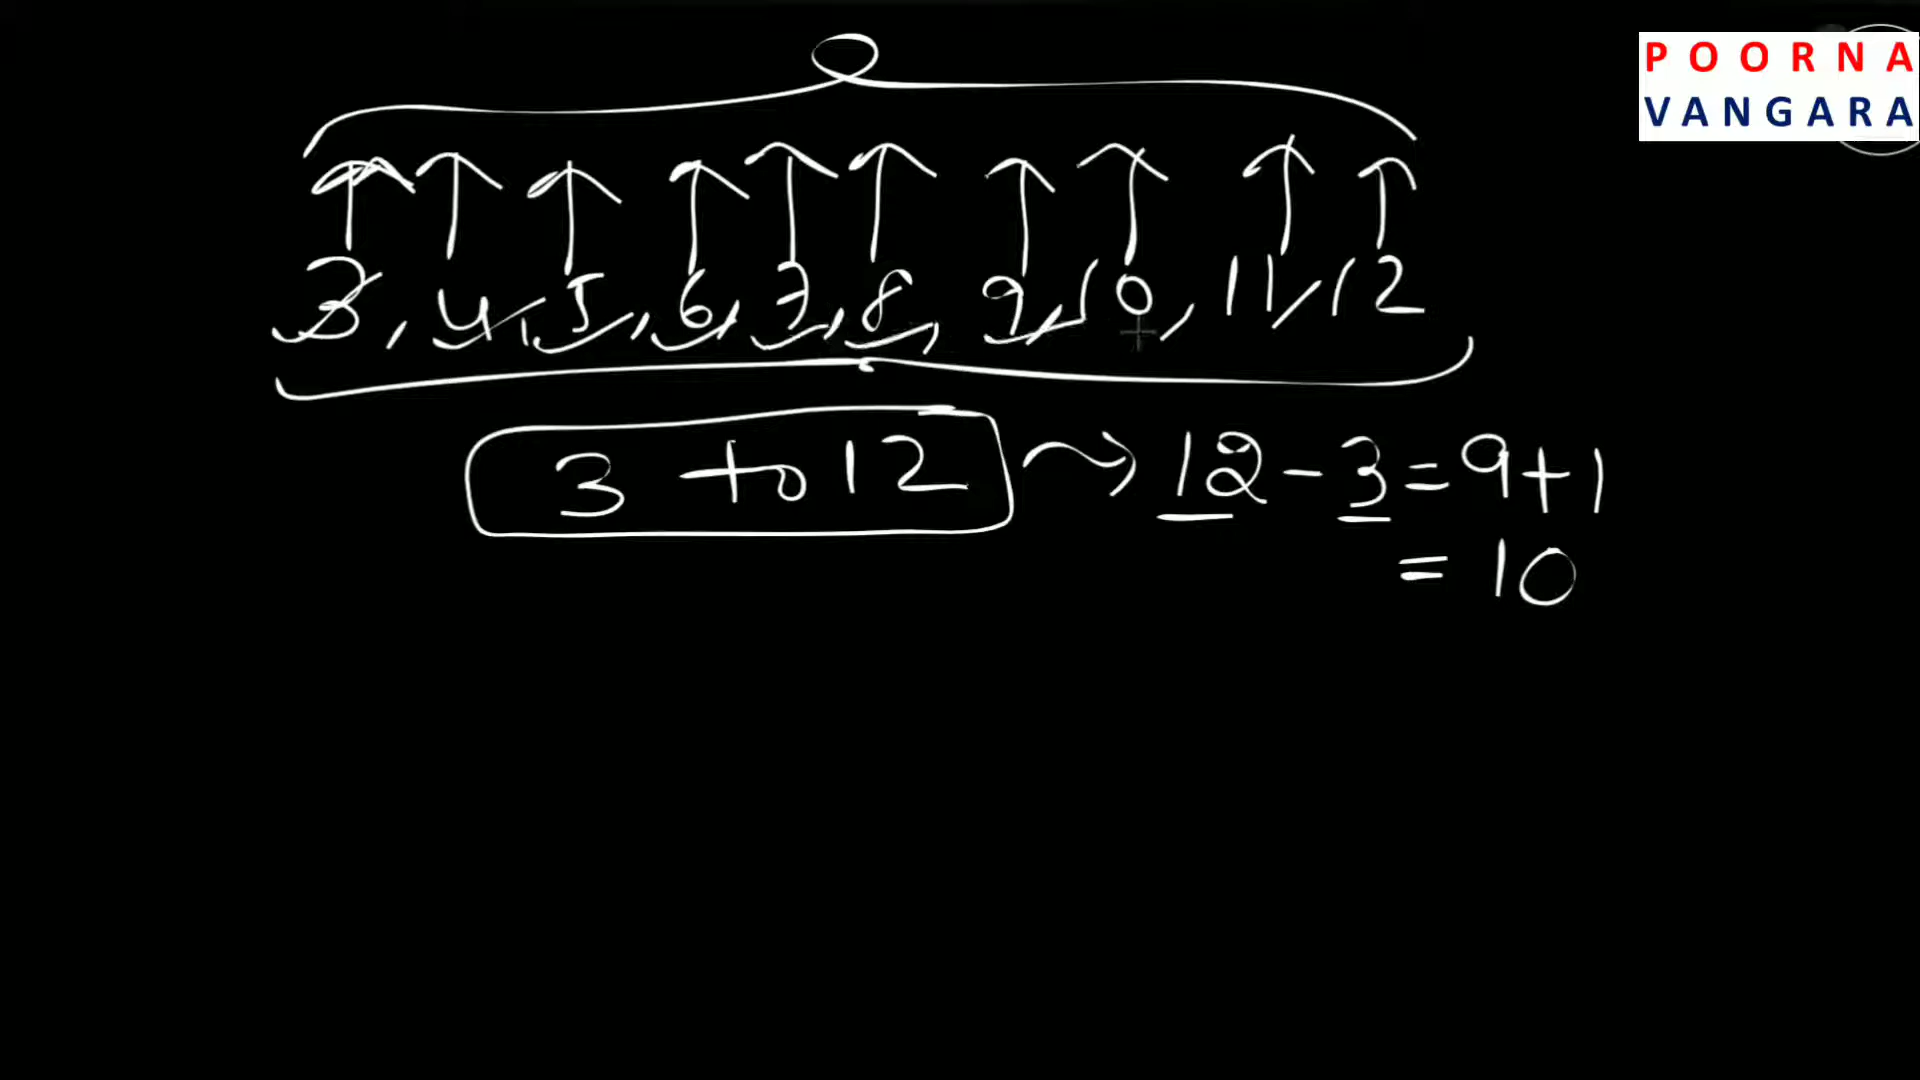 POORNA
VANGARA
3, 4, 5, 6, 7, 8, 9, 10, 11, 12
3 to 12 → 12 - 3 = 9 + 1
= 10